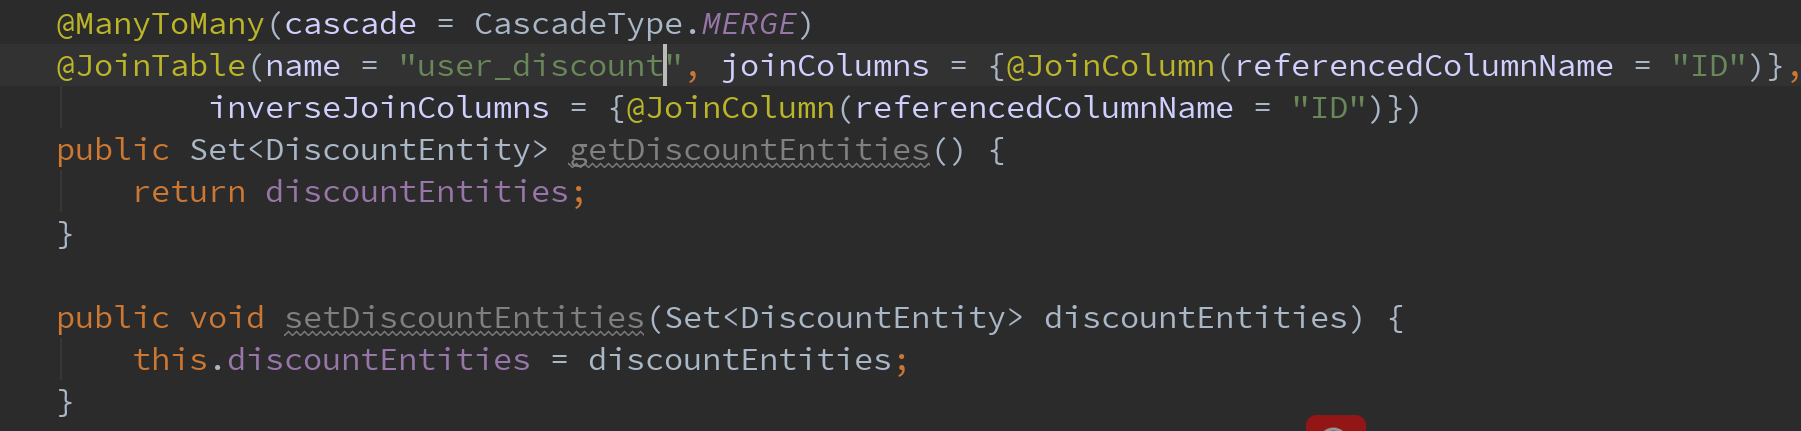 @ManyToMany(cascade = CascadeType.MERGE)
@JoinTable(name = "user_discount", joinColumns = {@JoinColumn(referencedColumnName = "ID")},
        inverseJoinColumns = {@JoinColumn(referencedColumnName = "ID")})
public Set<DiscountEntity> getDiscountEntities() {
    return discountEntities;
}

public void setDiscountEntities(Set<DiscountEntity> discountEntities) {
    this.discountEntities = discountEntities;
}